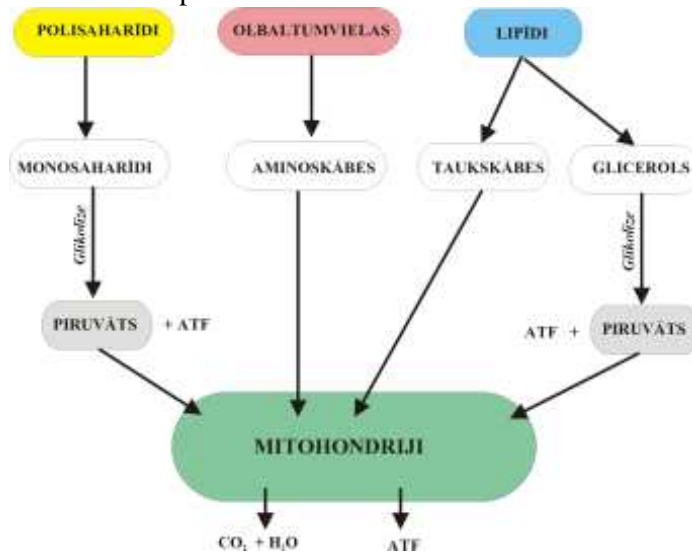 POLISAHARĪDI
OLBALTUMVIELAS
LIPĪDI
MONOSAHARĪDI
AMINOSKĀBES
TAUKSKĀBES
GLICEROLS
Glikolīze
Glikolīze
PIRUVĀTS + ATF
ATF + PIRUVĀTS
MITOHONDRIJI
CO₂ + H₂O
ATF